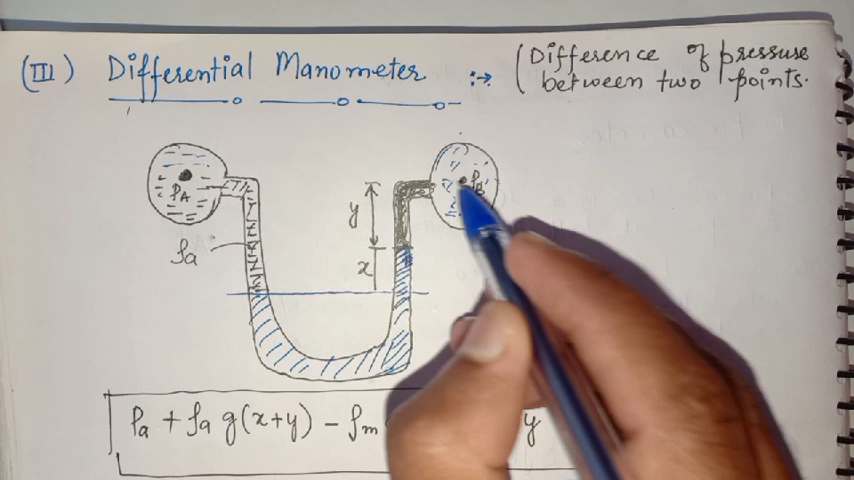 (III) Differential Manometer :→ (Difference of pressure
between two points.
PA
PB
y
ρa
x
Pa + ρa g(x+y) - ρm y